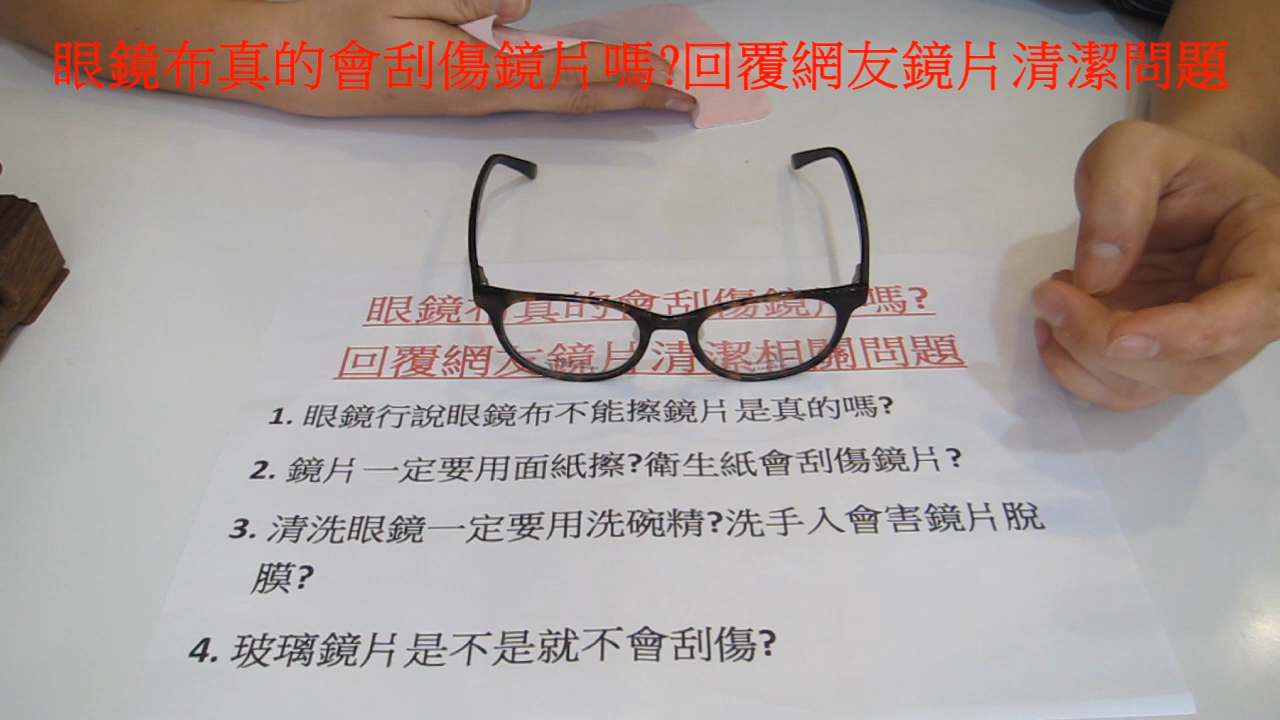 眼鏡布真的會刮傷鏡片嗎?回覆網友鏡片清潔問題
眼鏡布真的會刮傷鏡片嗎?
回覆網友鏡片清潔相關問題
1. 眼鏡行說眼鏡布不能擦鏡片是真的嗎?
2. 鏡片一定要用面紙擦?衛生紙會刮傷鏡片?
3. 清洗眼鏡一定要用洗碗精?洗手入會害鏡片脫
膜?
4. 玻璃鏡片是不是就不會刮傷?